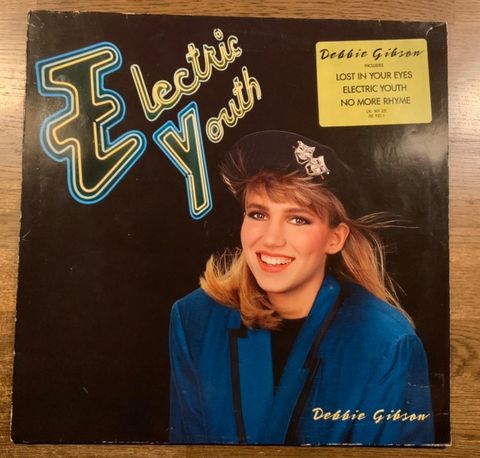 Electric
Youth
Debbie Gibson
INCLUDES
LOST IN YOUR EYES
ELECTRIC YOUTH
NO MORE RHYME
Debbie Gibson